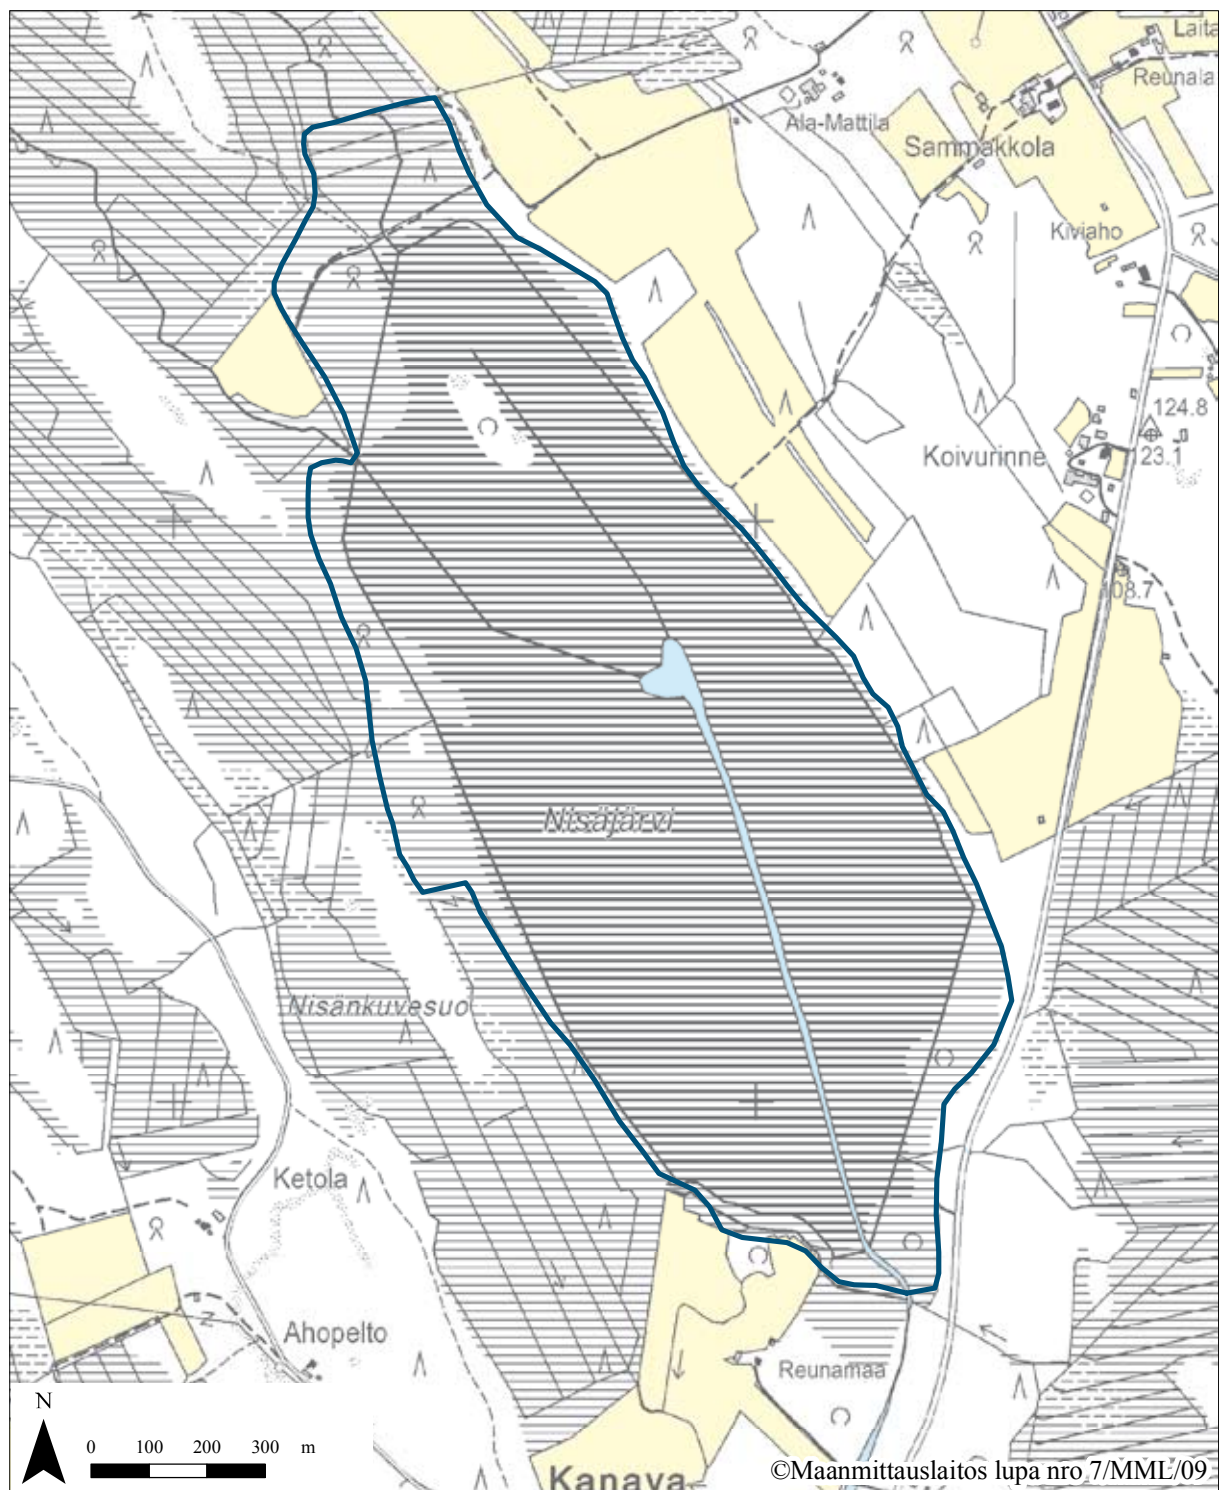 Laita
Reunala
Ala-Mattila
Sammakkola
Kiviaho
124.8
Koivurinne
123.1
108.7
Nisäjärvi
Nisänkuvesuo
Ketola
Ahopelto
Reunamaa
N
0 100 200 300 m
©Maanmittauslaitos lupa nro 7/MML/09
Kanava